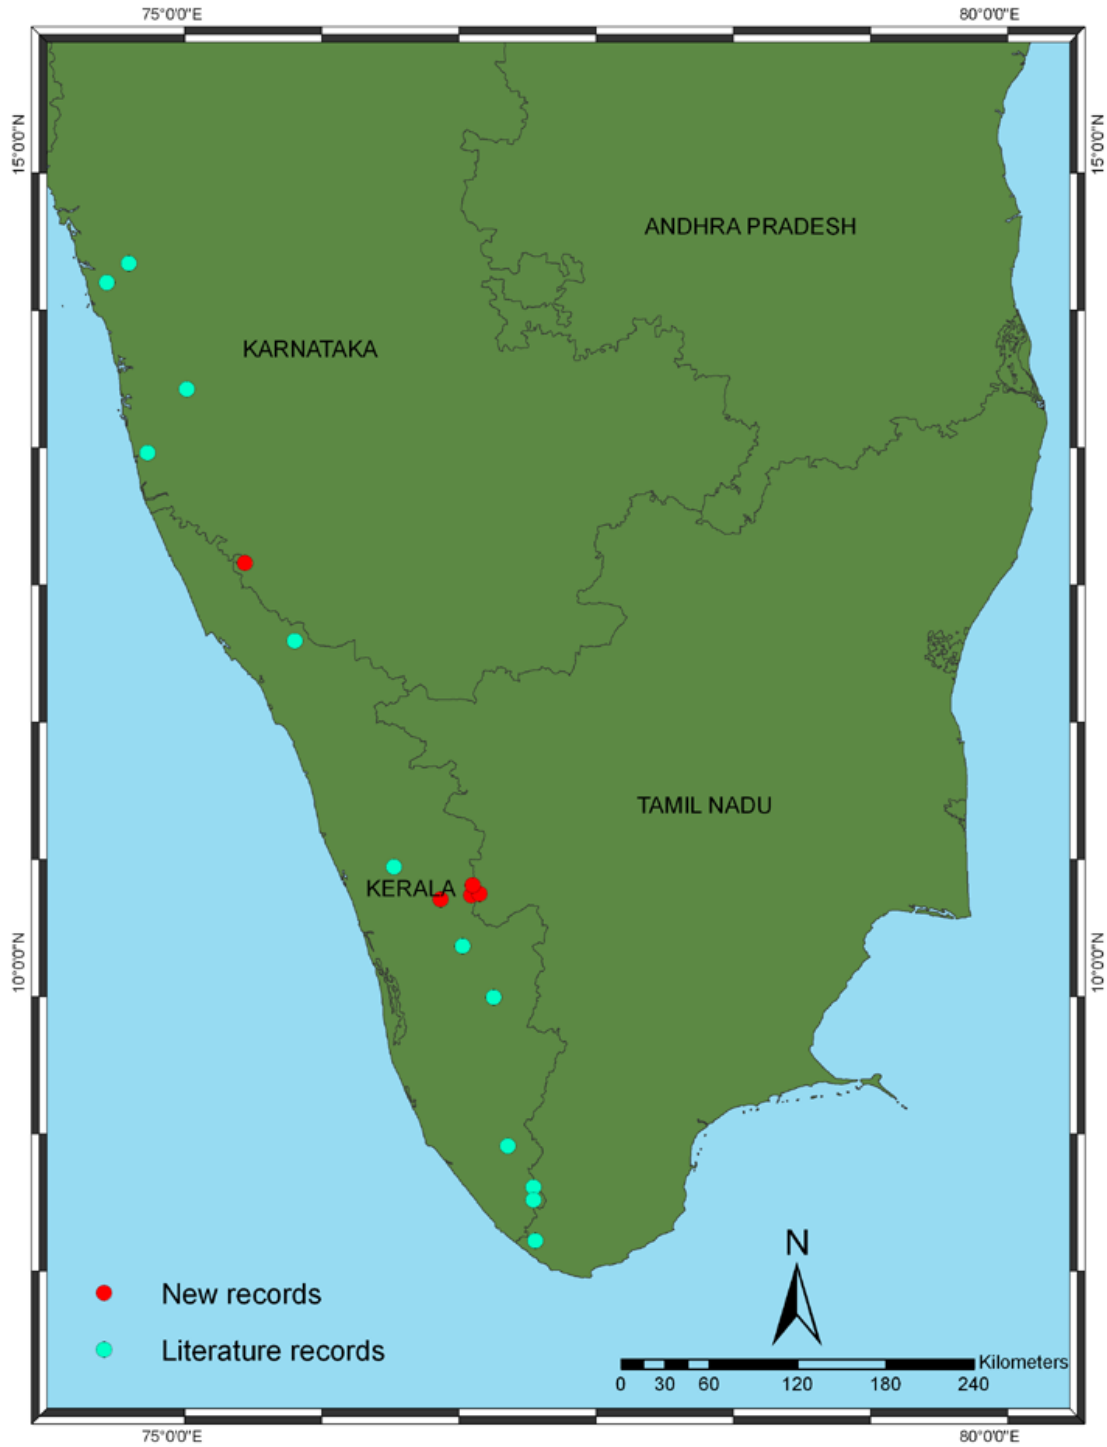 75°0'0"E 80°0'0"E
15°0'0"N 15°0'0"N
ANDHRA PRADESH
KARNATAKA
TAMIL NADU
KERALA
10°0'0"N 10°0'0"N
N
New records
Literature records
Kilometers
0 30 60 120 180 240
75°0'0"E 80°0'0"E